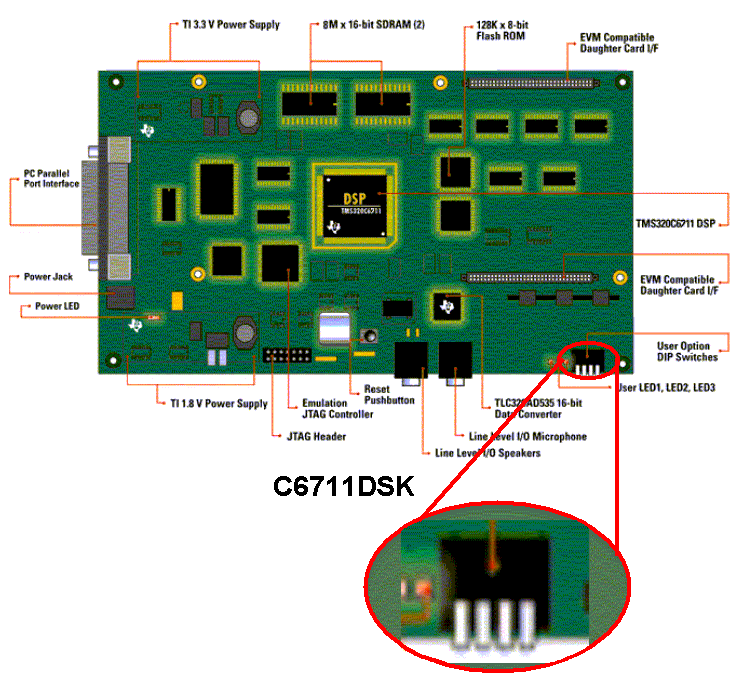 TI 3.3 V Power Supply
8M x 16-bit SDRAM (2)
128K x 8-bit
Flash ROM
EVM Compatible
Daughter Card I/F
PC Parallel
Port Interface
DSP
TMS320C6711
TMS320C6711 DSP
Power Jack
EVM Compatible
Daughter Card I/F
Power LED
User Option
DIP Switches
TI 1.8 V Power Supply
Emulation
JTAG Controller
Reset
Pushbutton
TLC320AD535 16-bit
Data Converter
User LED1, LED2, LED3
JTAG Header
Line Level I/O Microphone
Line Level I/O Speakers
C6711DSK